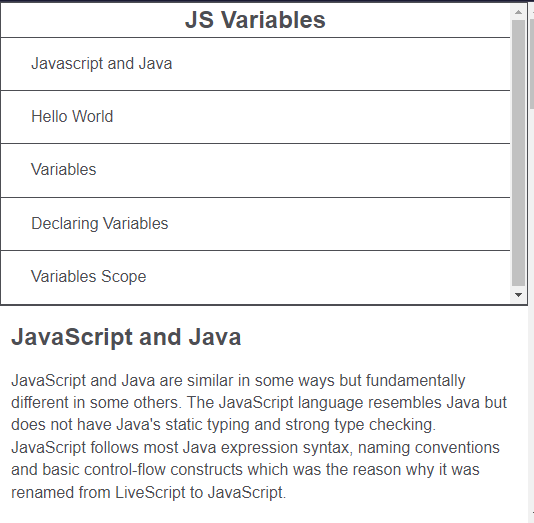 JS Variables
Javascript and Java
Hello World
Variables
Declaring Variables
Variables Scope
JavaScript and Java
JavaScript and Java are similar in some ways but fundamentally
different in some others. The JavaScript language resembles Java but
does not have Java's static typing and strong type checking.
JavaScript follows most Java expression syntax, naming conventions
and basic control-flow constructs which was the reason why it was
renamed from LiveScript to JavaScript.